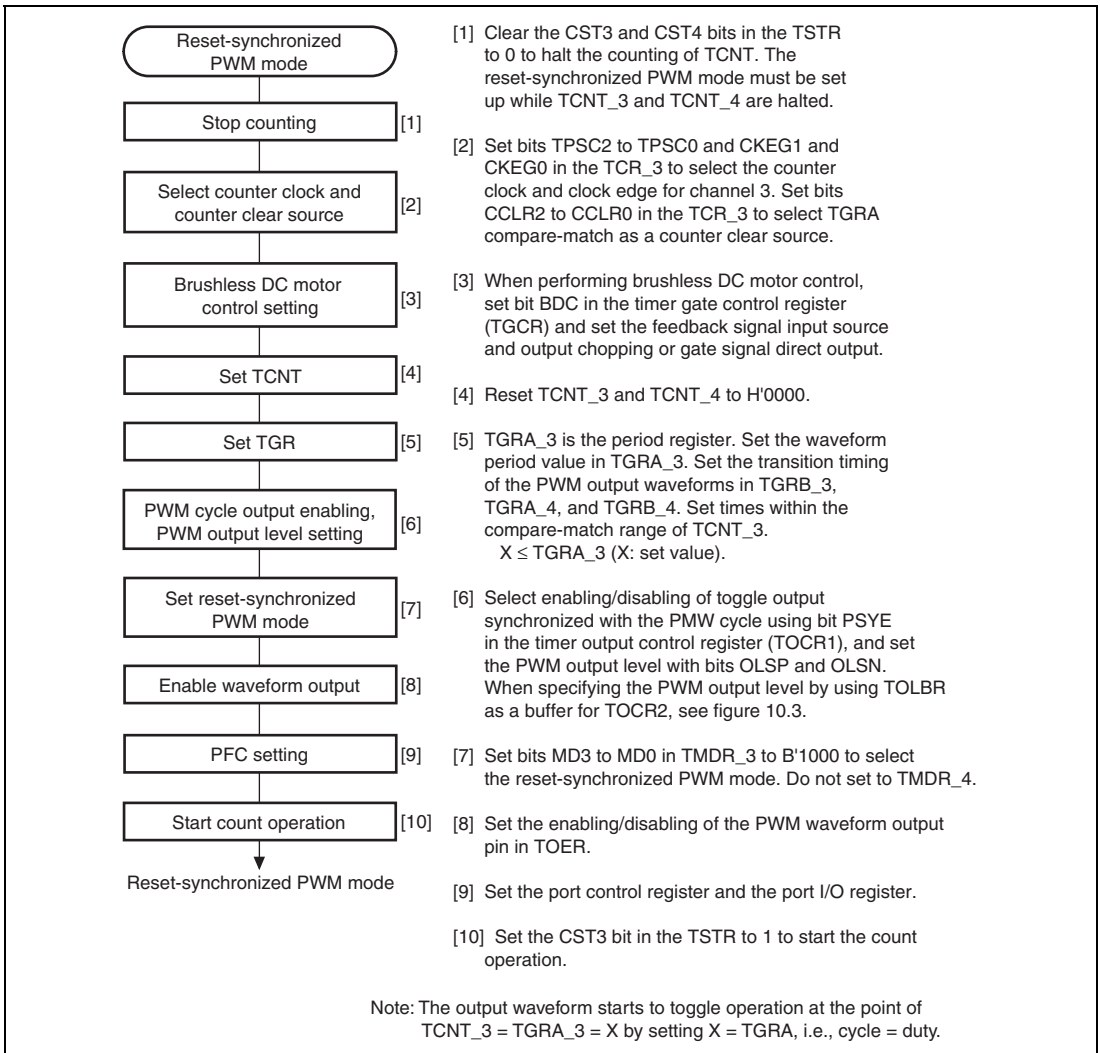 Reset-synchronized
PWM mode
Stop counting
[1]
Select counter clock and
counter clear source
[2]
Brushless DC motor
control setting
[3]
Set TCNT
[4]
Set TGR
[5]
PWM cycle output enabling,
PWM output level setting
[6]
Set reset-synchronized
PWM mode
[7]
Enable waveform output
[8]
PFC setting
[9]
Start count operation
[10]
Reset-synchronized PWM mode
[1] Clear the CST3 and CST4 bits in the TSTR
to 0 to halt the counting of TCNT. The
reset-synchronized PWM mode must be set
up while TCNT_3 and TCNT_4 are halted.
[2] Set bits TPSC2 to TPSC0 and CKEG1 and
CKEG0 in the TCR_3 to select the counter
clock and clock edge for channel 3. Set bits
CCLR2 to CCLR0 in the TCR_3 to select TGRA
compare-match as a counter clear source.
[3] When performing brushless DC motor control,
set bit BDC in the timer gate control register
(TGCR) and set the feedback signal input source
and output chopping or gate signal direct output.
[4] Reset TCNT_3 and TCNT_4 to H'0000.
[5] TGRA_3 is the period register. Set the waveform
period value in TGRA_3. Set the transition timing
of the PWM output waveforms in TGRB_3,
TGRA_4, and TGRB_4. Set times within the
compare-match range of TCNT_3.
X ≤ TGRA_3 (X: set value).
[6] Select enabling/disabling of toggle output
synchronized with the PMW cycle using bit PSYE
in the timer output control register (TOCR1), and set
the PWM output level with bits OLSP and OLSN.
When specifying the PWM output level by using TOLBR
as a buffer for TOCR2, see figure 10.3.
[7] Set bits MD3 to MD0 in TMDR_3 to B'1000 to select
the reset-synchronized PWM mode. Do not set to TMDR_4.
[8] Set the enabling/disabling of the PWM waveform output
pin in TOER.
[9] Set the port control register and the port I/O register.
[10] Set the CST3 bit in the TSTR to 1 to start the count
operation.
Note: The output waveform starts to toggle operation at the point of
TCNT_3 = TGRA_3 = X by setting X = TGRA, i.e., cycle = duty.